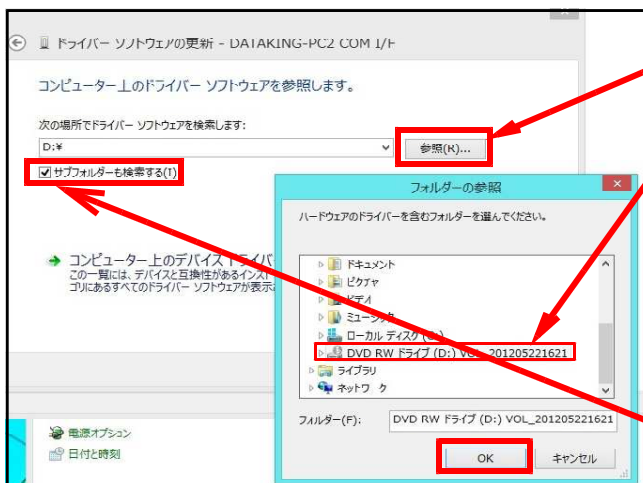 ドライバー ソフトウェアの更新 - DATAKING-PC2 COM I/F
コンピューター上のドライバー ソフトウェアを参照します。
次の場所でドライバー ソフトウェアを検索します:
D:¥
参照(R)...
サブフォルダーも検索する(I)
コンピューター上のデバイス ドライバ
この一覧には、デバイスと互換性があるインスト
ゴリにあるすべてのドライバー ソフトウェアが表示
フォルダーの参照
ハードウェアのドライバーを含むフォルダーを選んでください。
ドキュメント
ピクチャ
ビデオ
ミュージック
ローカル ディスク (C:)
DVD RW ドライブ (D:) VOL_201205221621
ライブラリ
ネットワーク
フォルダー(F):
DVD RW ドライブ (D:) VOL_201205221621
OK
キャンセル
電源オプション
日付と時刻